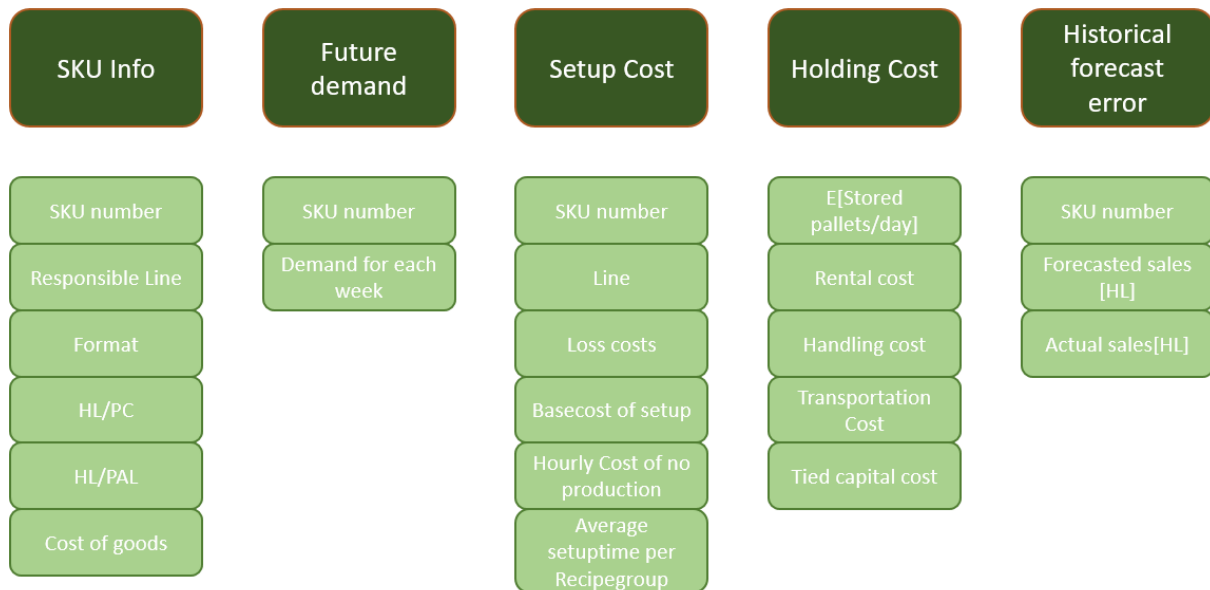 SKU Info
SKU number
Responsible Line
Format
HL/PC
HL/PAL
Cost of goods
Future
demand
SKU number
Demand for each
week
Setup Cost
SKU number
Line
Loss costs
Basecost of setup
Hourly Cost of no
production
Average
setuptime per
Recipegroup
Holding Cost
E[Stored
pallets/day]
Rental cost
Handling cost
Transportation
Cost
Tied capital cost
Historical
forecast
error
SKU number
Forecasted sales
[HL]
Actual sales[HL]